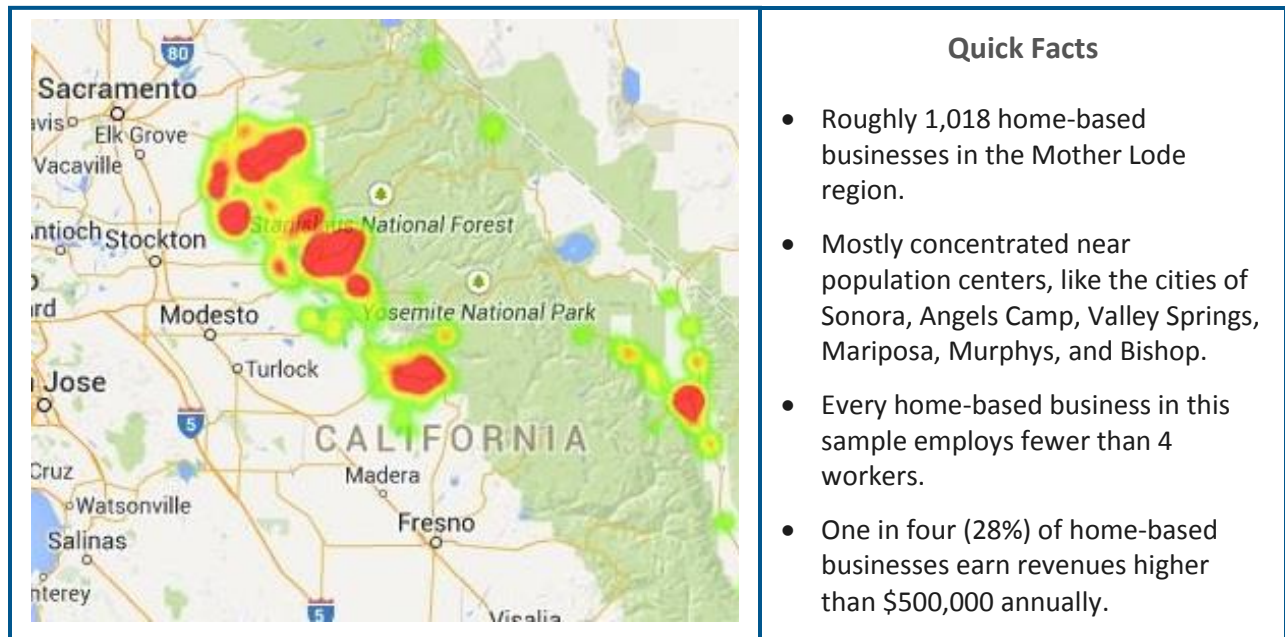 80
Sacramento
avis
Elk Grove
Vacaville
Stanislaus National Forest
ntioch
Stockton
ard
Modesto
Yosemite National Park
Turlock
Jose
5
CALIFORNIA
Cruz
Madera
Watsonville
Fresno
Salinas
nterey
5
Visalia
Quick Facts
• Roughly 1,018 home-based
businesses in the Mother Lode
region.
• Mostly concentrated near
population centers, like the cities of
Sonora, Angels Camp, Valley Springs,
Mariposa, Murphys, and Bishop.
• Every home-based business in this
sample employs fewer than 4
workers.
• One in four (28%) of home-based
businesses earn revenues higher
than $500,000 annually.